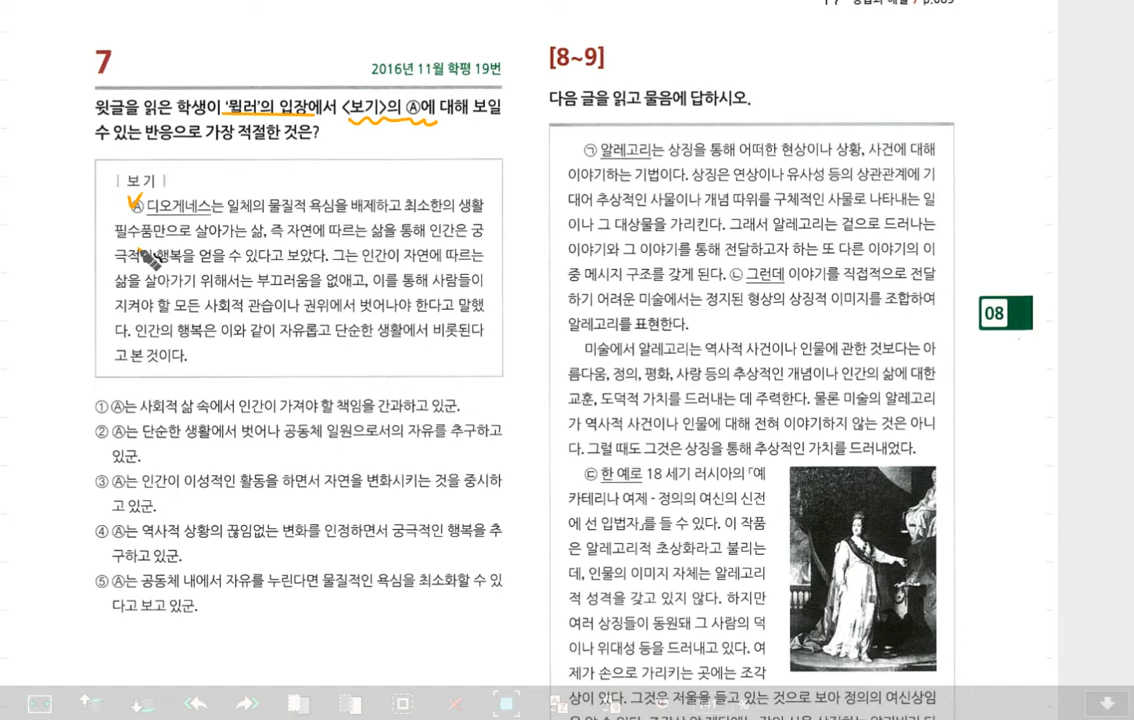 7
2016년 11월 학평 19번
윗글을 읽은 학생이 '뮐러'의 입장에서 <보기>의 Ⓐ에 대해 보일
수 있는 반응으로 가장 적절한 것은?
| 보 기 |
Ⓐ 디오게네스는 일체의 물질적 욕심을 배제하고 최소한의 생활
필수품만으로 살아가는 삶, 즉 자연에 따르는 삶을 통해 인간은 궁
극적 행복을 얻을 수 있다고 보았다. 그는 인간이 자연에 따르는
삶을 살아가기 위해서는 부끄러움을 없애고, 이를 통해 사람들이
지켜야 할 모든 사회적 관습이나 권위에서 벗어나야 한다고 말했
다. 인간의 행복은 이와 같이 자유롭고 단순한 생활에서 비롯된다
고 본 것이다.
① Ⓐ는 사회적 삶 속에서 인간이 가져야 할 책임을 간과하고 있군.
② Ⓐ는 단순한 생활에서 벗어나 공동체 일원으로서의 자유를 추구하고
있군.
③ Ⓐ는 인간이 이성적인 활동을 하면서 자연을 변화시키는 것을 중시하
고 있군.
④ Ⓐ는 역사적 상황의 끊임없는 변화를 인정하면서 궁극적인 행복을 추
구하고 있군.
⑤ Ⓐ는 공동체 내에서 자유를 누린다면 물질적인 욕심을 최소화할 수 있
다고 보고 있군.
[8~9]
다음 글을 읽고 물음에 답하시오.
㉠ 알레고리는 상징을 통해 어떠한 현상이나 상황, 사건에 대해
이야기하는 기법이다. 상징은 연상이나 유사성 등의 상관관계에 기
대어 추상적인 사물이나 개념 따위를 구체적인 사물로 나타내는 일
이나 그 대상물을 가리킨다. 그래서 알레고리는 겉으로 드러나는
이야기와 그 이야기를 통해 전달하고자 하는 또 다른 이야기의 이
중 메시지 구조를 갖게 된다. ㉡ 그런데 이야기를 직접적으로 전달
하기 어려운 미술에서는 정지된 형상의 상징적 이미지를 조합하여
알레고리를 표현한다.
미술에서 알레고리는 역사적 사건이나 인물에 관한 것보다는 아
름다움, 정의, 평화, 사랑 등의 추상적인 개념이나 인간의 삶에 대한
교훈, 도덕적 가치를 드러내는 데 주력한다. 물론 미술의 알레고리
가 역사적 사건이나 인물에 대해 전혀 이야기하지 않는 것은 아니
다. 그럴 때도 그것은 상징을 통해 추상적인 가치를 드러내었다.
㉢ 한 예로 18 세기 러시아의 「예
카테리나 여제 - 정의의 여신의 신전
에 선 입법자」를 들 수 있다. 이 작품
은 알레고리적 초상화라고 불리는
데, 인물의 이미지 자체는 알레고리
적 성격을 갖고 있지 않다. 하지만
여러 상징들이 동원돼 그 사람의 덕
이나 위대성 등을 드러내고 있다. 여
제가 손으로 가리키는 곳에는 조각
상이 있다. 그것은 저울을 들고 있는 것으로 보아 정의의 여신상임
08